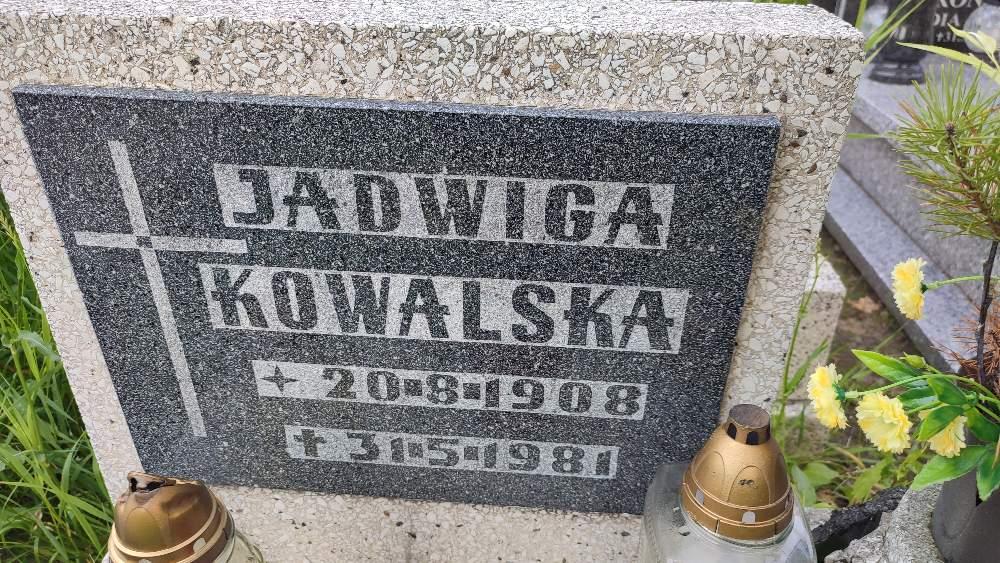 JADWIGA
KOWALSKA
✦ 20-8-1908
✝ 31-5-1981